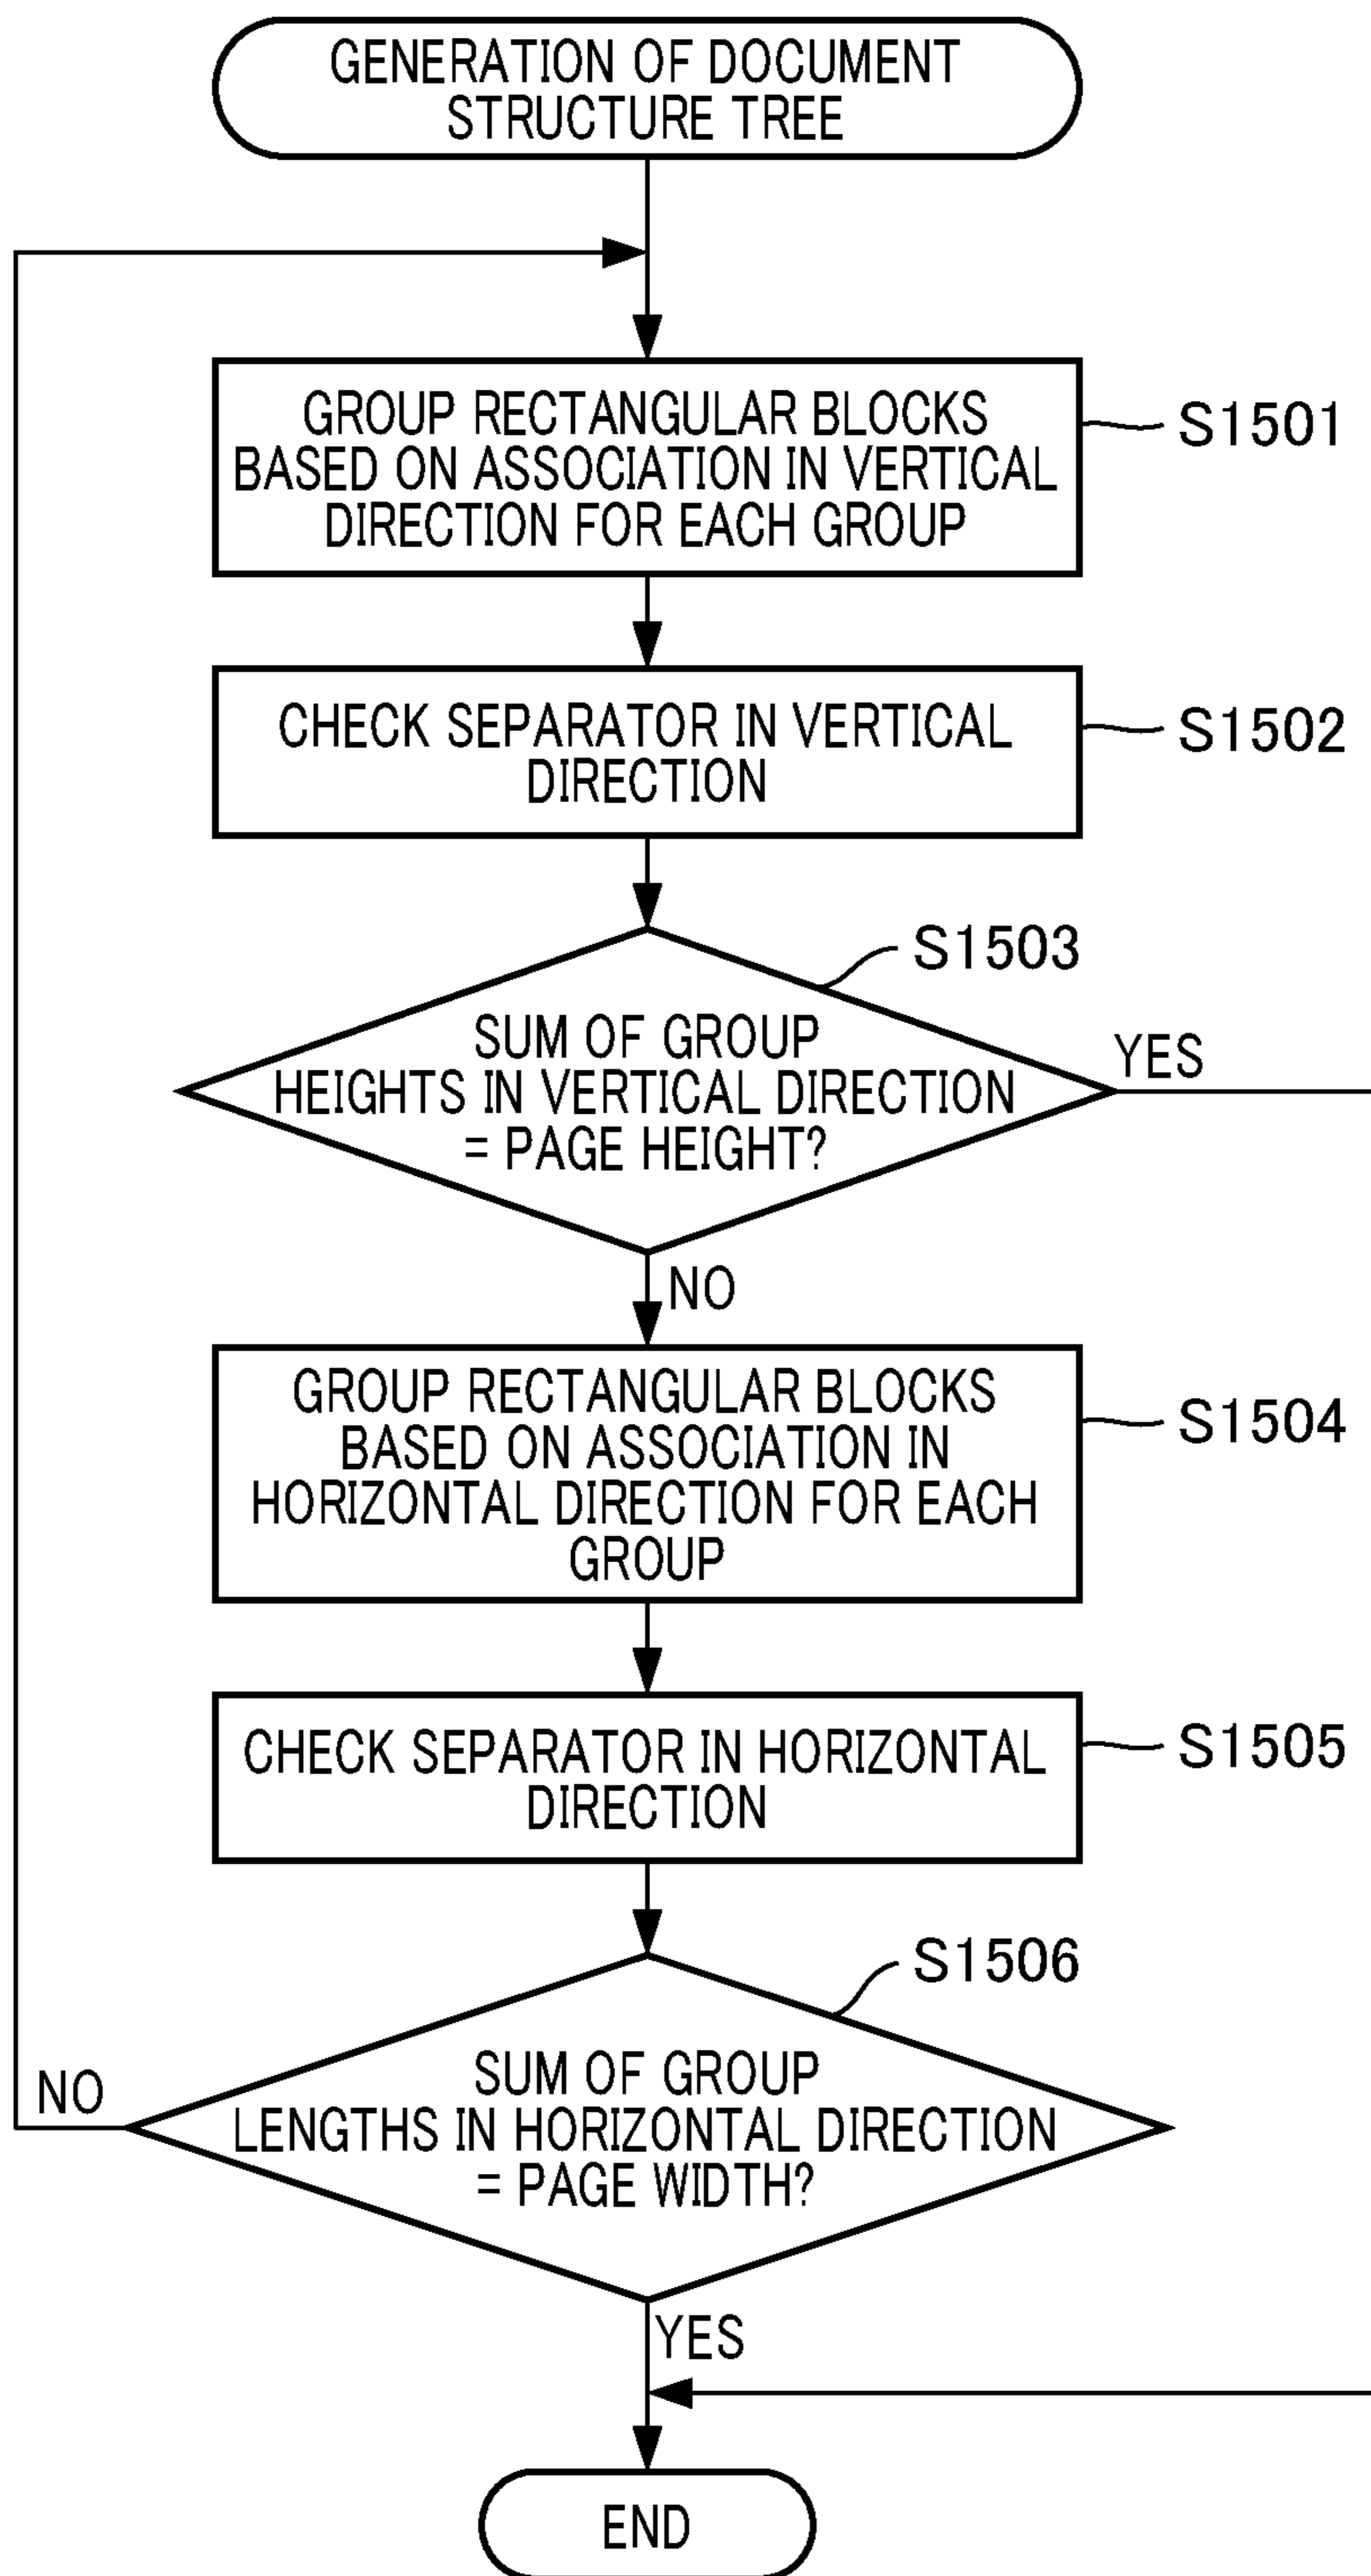 GENERATION OF DOCUMENT
STRUCTURE TREE
GROUP RECTANGULAR BLOCKS
BASED ON ASSOCIATION IN VERTICAL
DIRECTION FOR EACH GROUP
S1501
CHECK SEPARATOR IN VERTICAL
DIRECTION
S1502
S1503
SUM OF GROUP
HEIGHTS IN VERTICAL DIRECTION
= PAGE HEIGHT?
YES
NO
GROUP RECTANGULAR BLOCKS
BASED ON ASSOCIATION IN
HORIZONTAL DIRECTION FOR EACH
GROUP
S1504
CHECK SEPARATOR IN HORIZONTAL
DIRECTION
S1505
S1506
SUM OF GROUP
LENGTHS IN HORIZONTAL DIRECTION
= PAGE WIDTH?
NO
YES
END